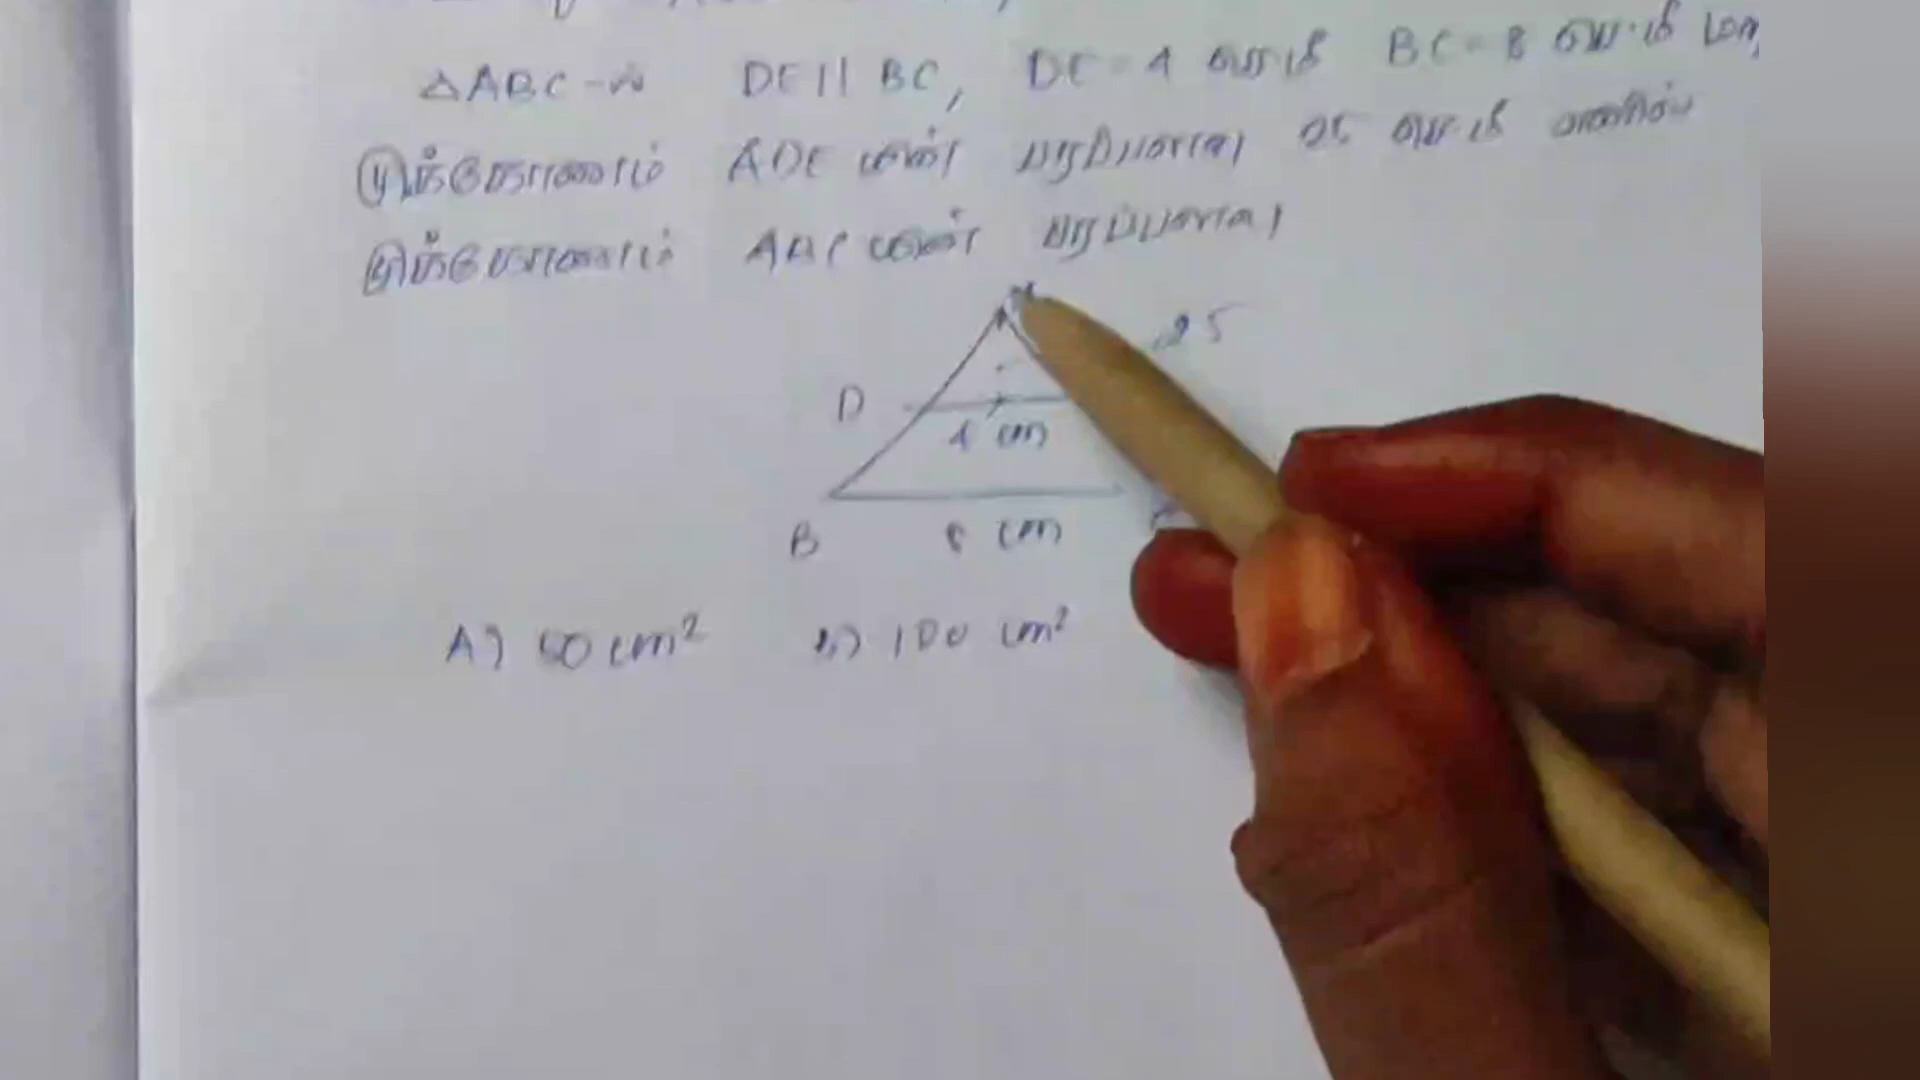 △ABC-ல் DE || BC, DE = 4 செ.மீ BC = 8 செ.மீ
முக்கோணம் ADE யின் பரப்பளவு 25 செ.மீ எனில்
முக்கோணம் ABC யின் பரப்பளவு
25
D
4 cm
B 8 cm
A) 50 cm² b) 100 cm²